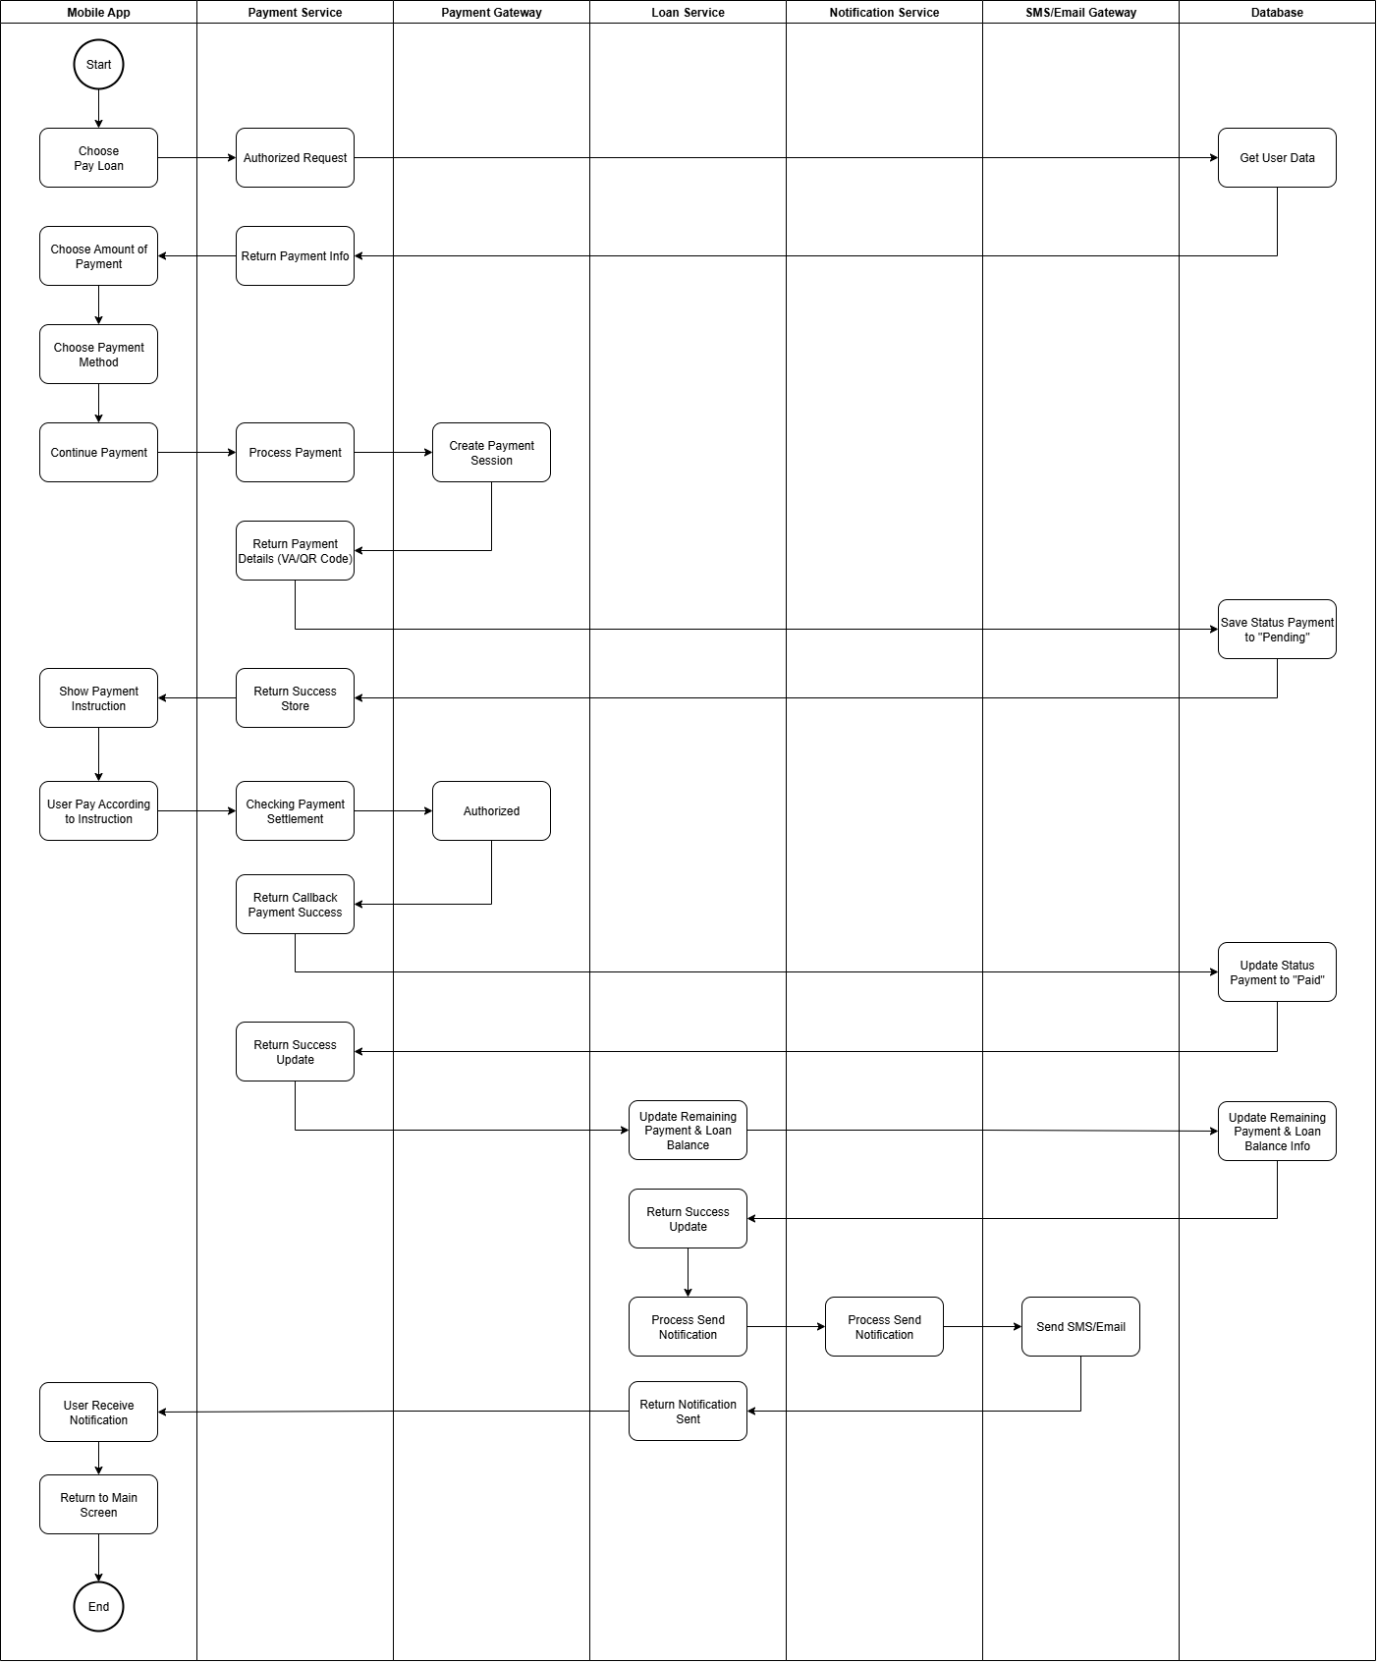 Mobile App
Payment Service
Payment Gateway
Loan Service
Notification Service
SMS/Email Gateway
Database
Start
Choose
Pay Loan
Authorized Request
Get User Data
Choose Amount of
Payment
Return Payment Info
Choose Payment
Method
Continue Payment
Process Payment
Create Payment
Session
Return Payment
Details (VA/QR Code)
Save Status Payment
to "Pending"
Show Payment
Instruction
Return Success
Store
User Pay According
to Instruction
Checking Payment
Settlement
Authorized
Return Callback
Payment Success
Update Status
Payment to "Paid"
Return Success
Update
Update Remaining
Payment & Loan
Balance
Update Remaining
Payment & Loan
Balance Info
Return Success
Update
Process Send
Notification
Process Send
Notification
Send SMS/Email
User Receive
Notification
Return Notification
Sent
Return to Main
Screen
End